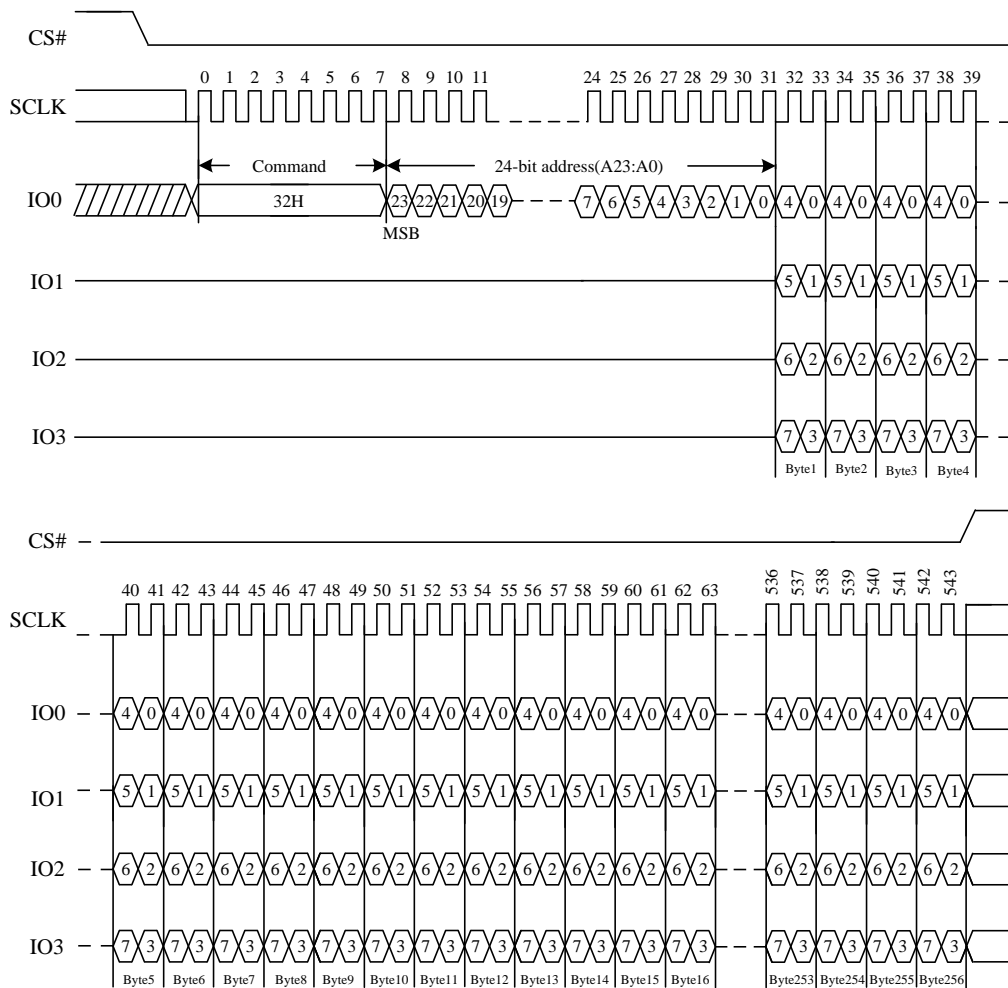 CS#
0 1 2 3 4 5 6 7 8 9 10 11 24 25 26 27 28 29 30 31 32 33 34 35 36 37 38 39
SCLK
Command 24-bit address(A23:A0)
IO0 32H 23 22 21 20 19 7 6 5 4 3 2 1 0 4 0 4 0 4 0 4 0
MSB
IO1 5 1 5 1 5 1 5 1
IO2 6 2 6 2 6 2 6 2
IO3 7 3 7 3 7 3 7 3
Byte1 Byte2 Byte3 Byte4
CS#
40 41 42 43 44 45 46 47 48 49 50 51 52 53 54 55 56 57 58 59 60 61 62 63 536 537 538 539 540 541 542 543
SCLK
IO0 4 0 4 0 4 0 4 0 4 0 4 0 4 0 4 0 4 0 4 0 4 0 4 0 4 0 4 0 4 0 4 0
IO1 5 1 5 1 5 1 5 1 5 1 5 1 5 1 5 1 5 1 5 1 5 1 5 1 5 1 5 1 5 1 5 1
IO2 6 2 6 2 6 2 6 2 6 2 6 2 6 2 6 2 6 2 6 2 6 2 6 2 6 2 6 2 6 2 6 2
IO3 7 3 7 3 7 3 7 3 7 3 7 3 7 3 7 3 7 3 7 3 7 3 7 3 7 3 7 3 7 3 7 3
Byte5 Byte6 Byte7 Byte8 Byte9 Byte10 Byte11 Byte12 Byte13 Byte14 Byte15 Byte16 Byte253 Byte254 Byte255 Byte256